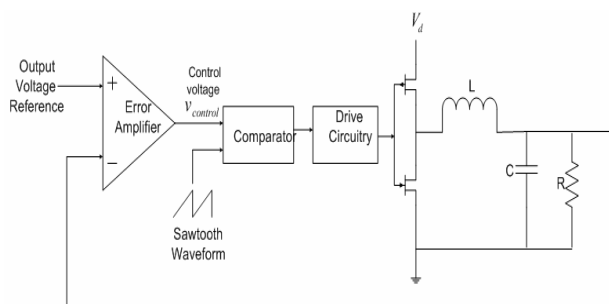 Output
Voltage
Reference
+
−
Error
Amplifier
Control
voltage
v_control
Comparator
Sawtooth
Waveform
Drive
Circuitry
V_d
L
C
R